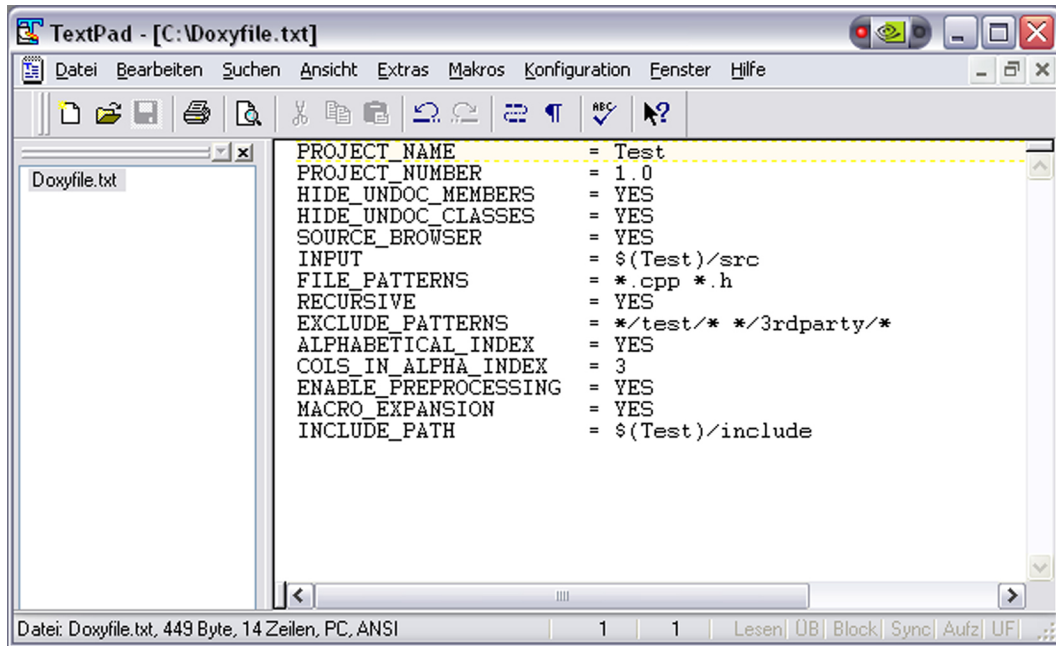 TextPad - [C:\Doxyfile.txt]
Datei Bearbeiten Suchen Ansicht Extras Makros Konfiguration Fenster Hilfe
ABC
Doxyfile.txt
PROJECT_NAME = Test
PROJECT_NUMBER = 1.0
HIDE_UNDOC_MEMBERS = YES
HIDE_UNDOC_CLASSES = YES
SOURCE_BROWSER = YES
INPUT = $(Test)/src
FILE_PATTERNS = *.cpp *.h
RECURSIVE = YES
EXCLUDE_PATTERNS = */test/* */3rdparty/*
ALPHABETICAL_INDEX = YES
COLS_IN_ALPHA_INDEX = 3
ENABLE_PREPROCESSING = YES
MACRO_EXPANSION = YES
INCLUDE_PATH = $(Test)/include
Datei: Doxyfile.txt, 449 Byte, 14 Zeilen, PC, ANSI 1 1 Lesen ÜB Block Sync Aufz UF